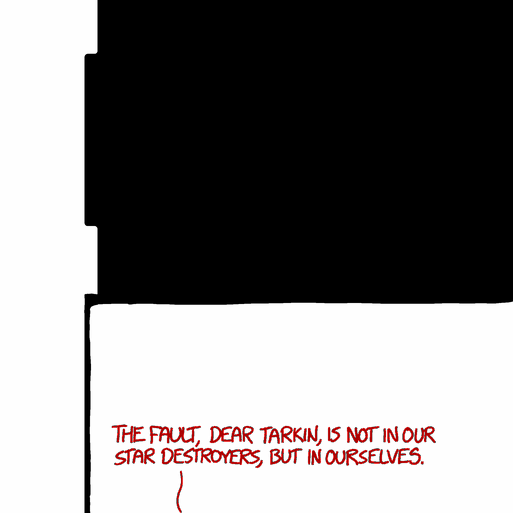 THE FAULT, DEAR TARKIN, IS NOT IN OUR
STAR DESTROYERS, BUT IN OURSELVES.